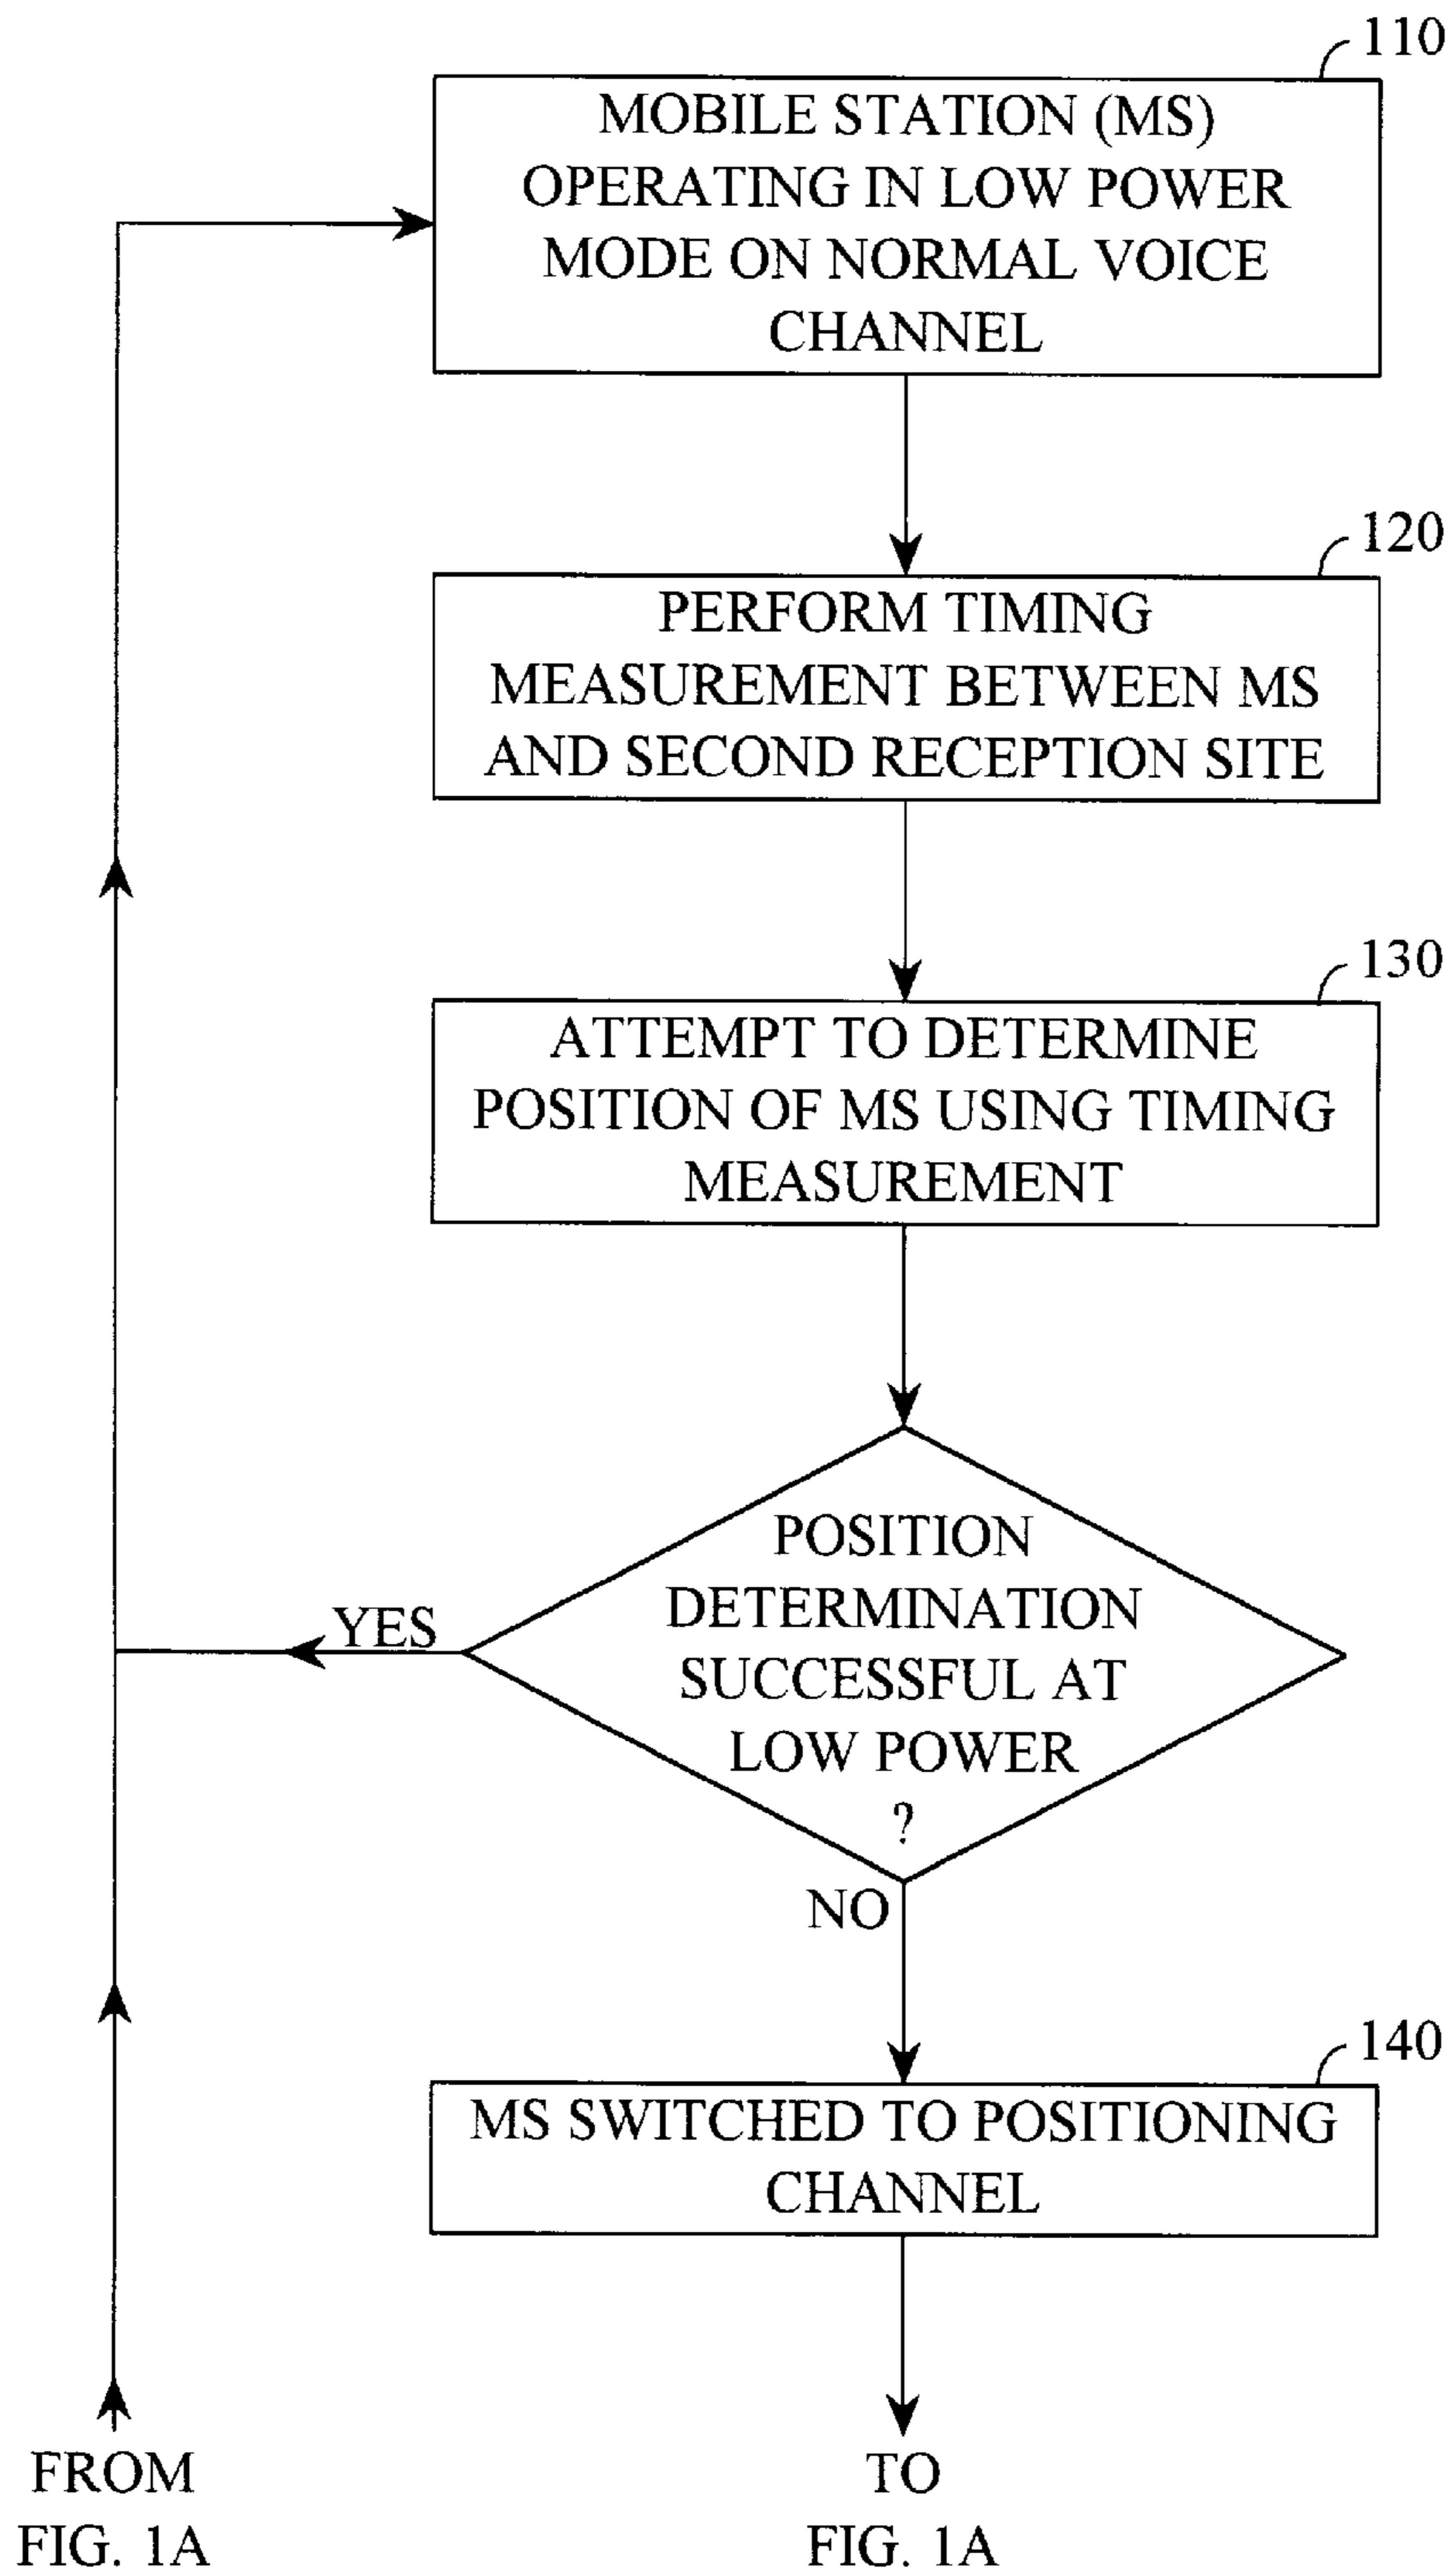 110
MOBILE STATION (MS)
OPERATING IN LOW POWER
MODE ON NORMAL VOICE
CHANNEL
120
PERFORM TIMING
MEASUREMENT BETWEEN MS
AND SECOND RECEPTION SITE
130
ATTEMPT TO DETERMINE
POSITION OF MS USING TIMING
MEASUREMENT
POSITION
DETERMINATION
SUCCESSFUL AT
LOW POWER
?
YES
NO
140
MS SWITCHED TO POSITIONING
CHANNEL
FROM
FIG. 1A
TO
FIG. 1A